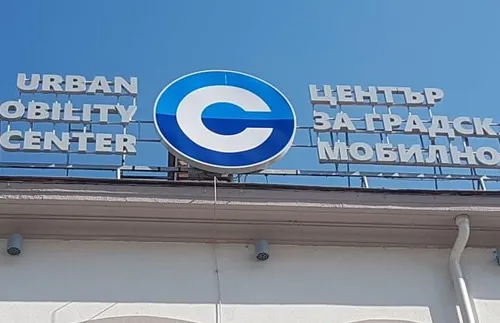 URBAN
OBILITY
CENTER
C
ЦЕНТЪР
ЗА ГРАДСК
МОБИЛНО